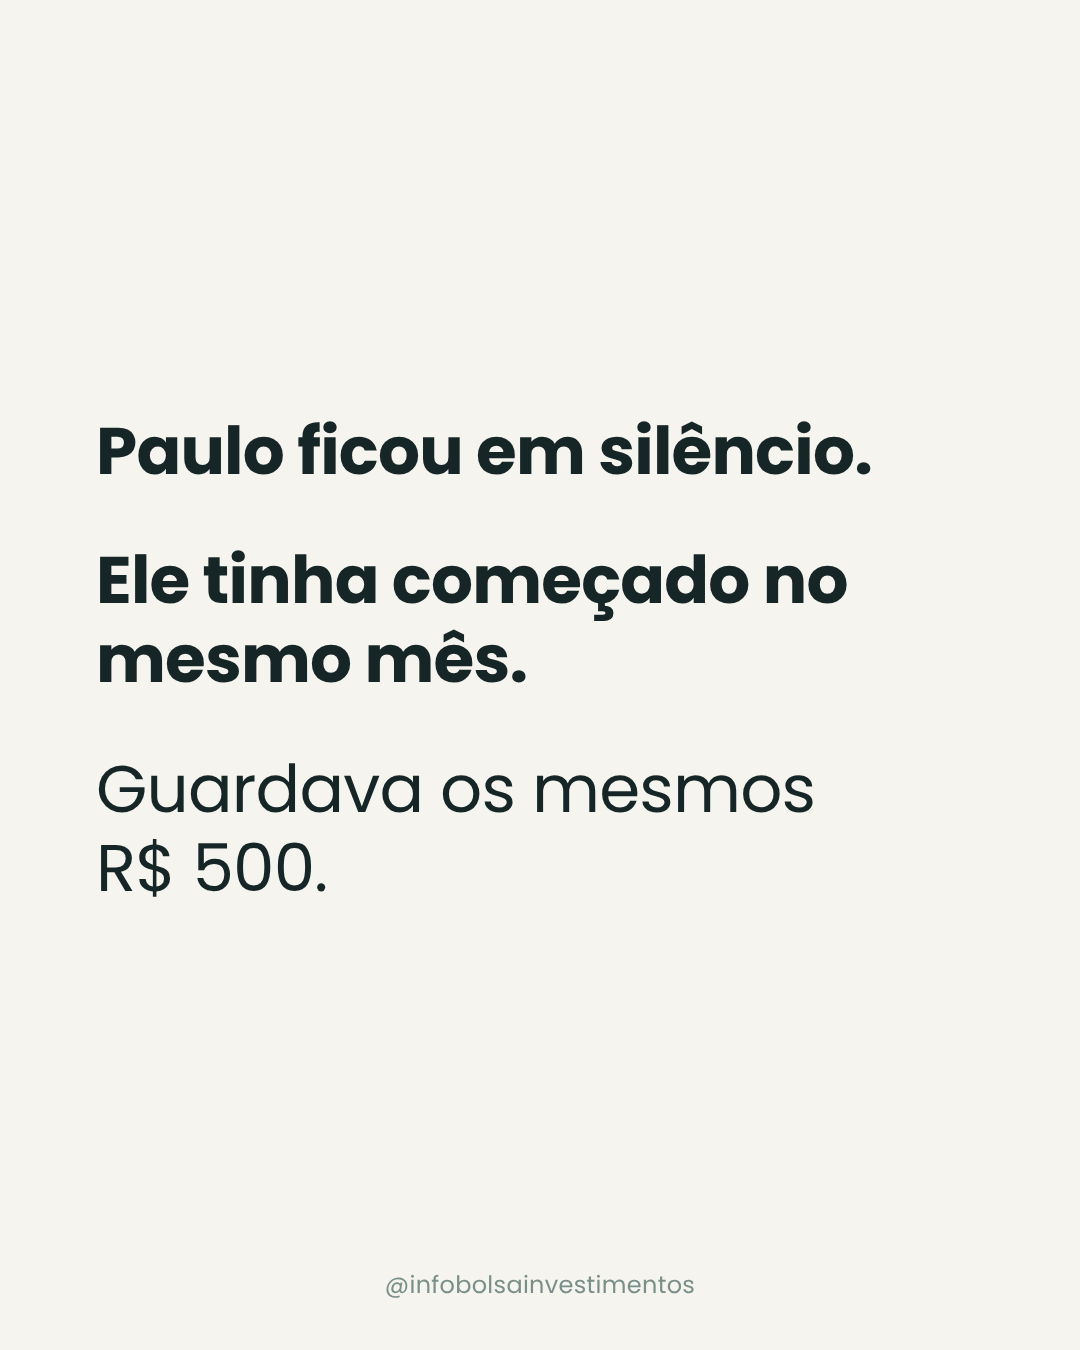 Paulo ficou em silêncio.
Ele tinha começado no
mesmo mês.
Guardava os mesmos
R$ 500.
@infobolsainvestimentos